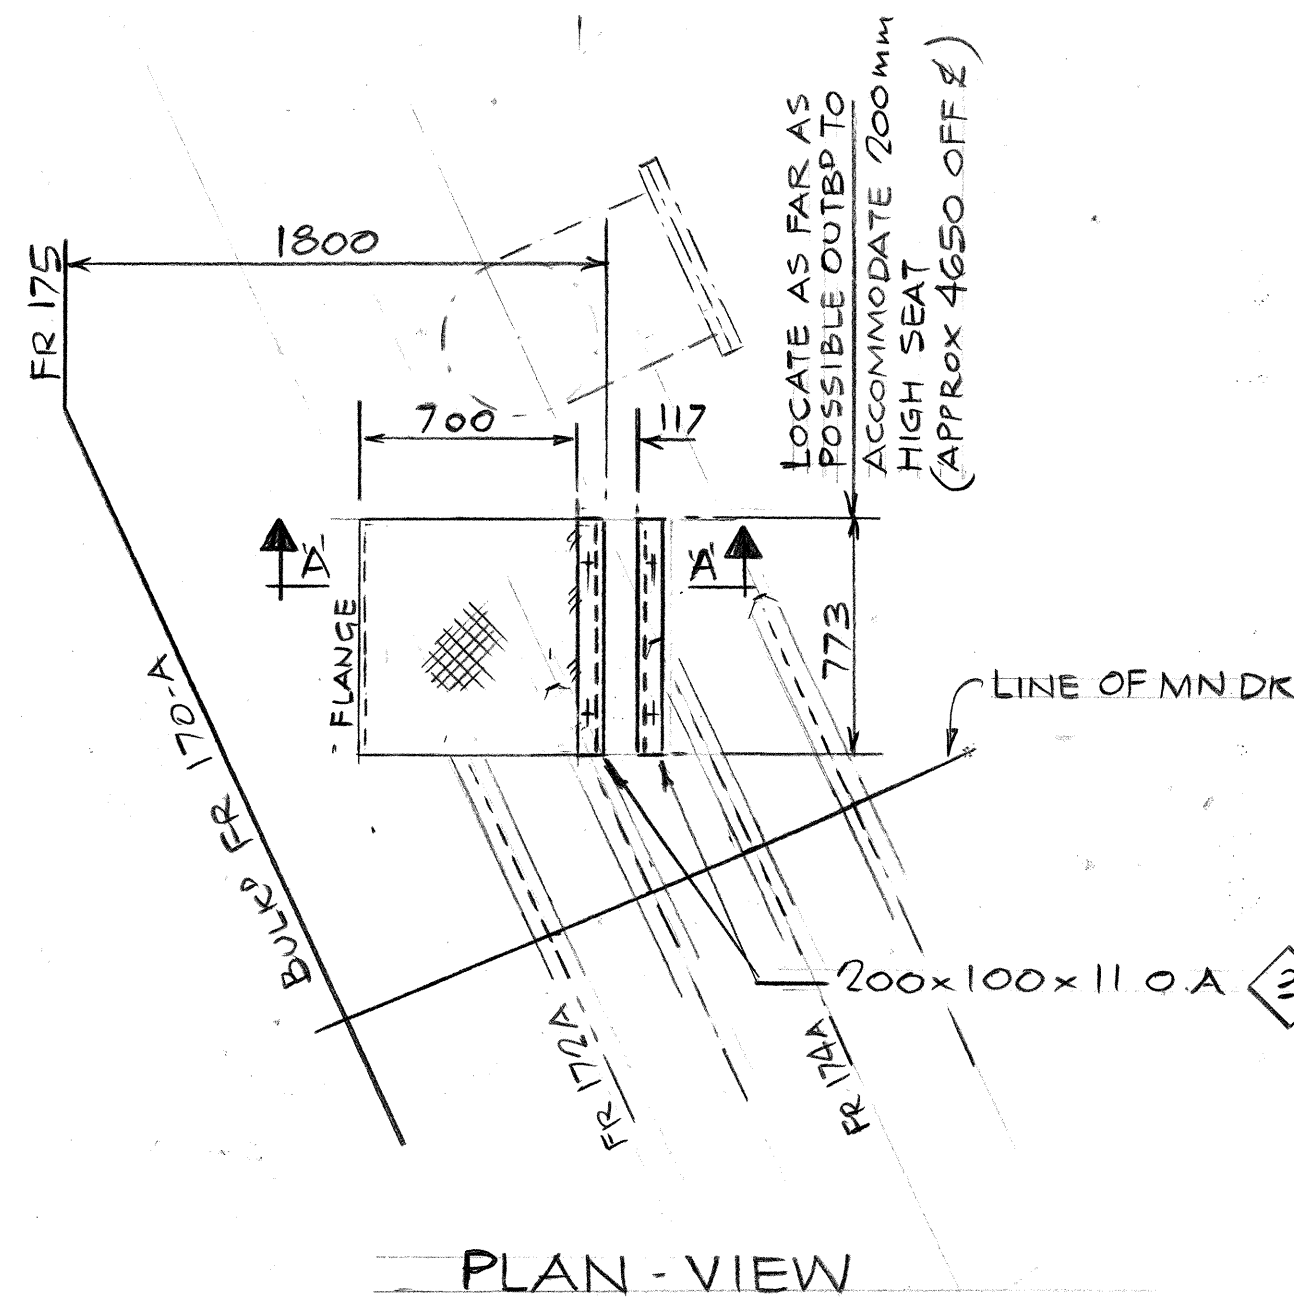 LOCATE AS FAR AS
POSSIBLE OUTBD TO
ACCOMMODATE 200mm
HIGH SEAT
(APPROX 4650 OFF ℄)
1800
FR 175
700
117
'A'
'A'
- FLANGE
773
LINE OF MN DK
BULKD FR 170-A
200x100x11 O.A
FR 172A
FR 174A
PLAN - VIEW